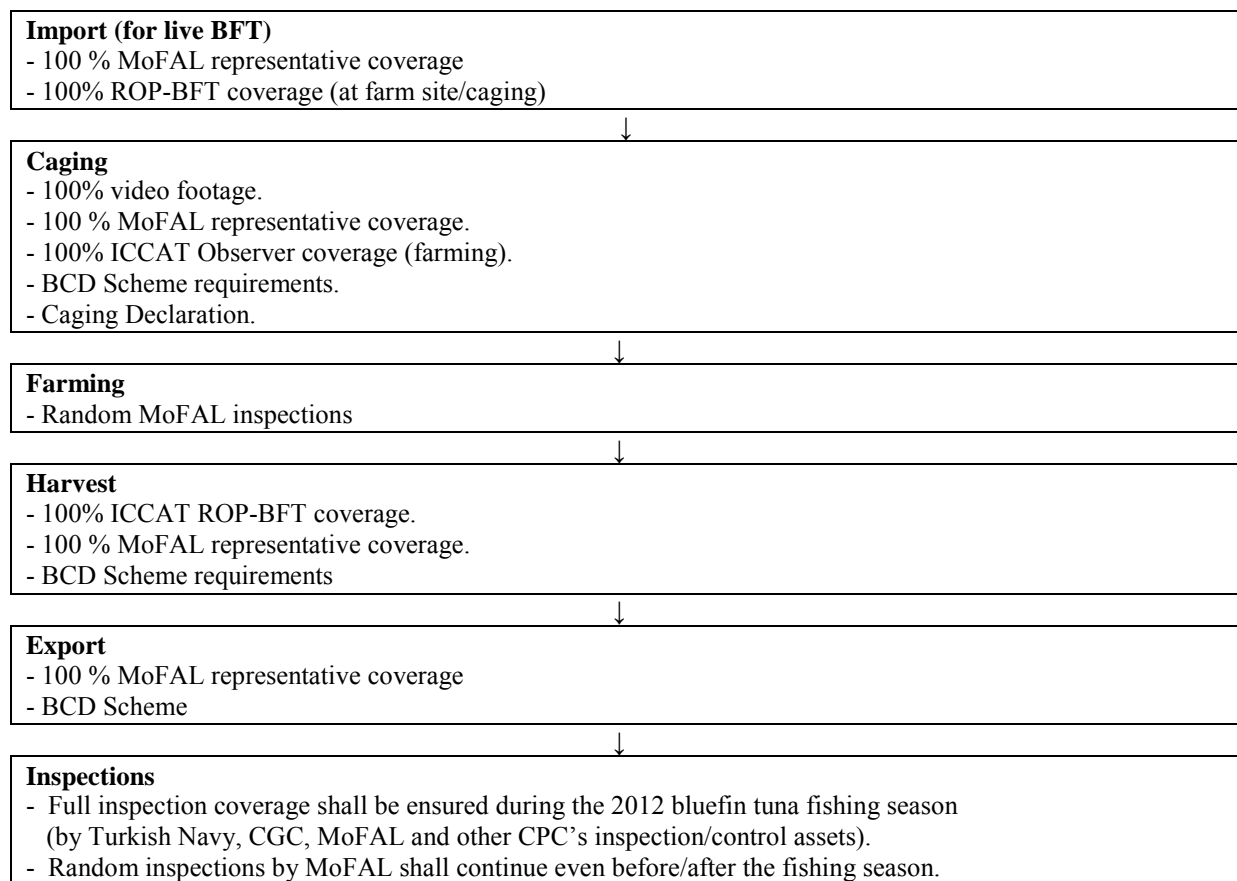 Import (for live BFT)
- 100 % MoFAL representative coverage
- 100% ROP-BFT coverage (at farm site/caging)
↓
Caging
- 100% video footage.
- 100 % MoFAL representative coverage.
- 100% ICCAT Observer coverage (farming).
- BCD Scheme requirements.
- Caging Declaration.
↓
Farming
- Random MoFAL inspections
↓
Harvest
- 100% ICCAT ROP-BFT coverage.
- 100 % MoFAL representative coverage.
- BCD Scheme requirements
↓
Export
- 100 % MoFAL representative coverage
- BCD Scheme
↓
Inspections
- Full inspection coverage shall be ensured during the 2012 bluefin tuna fishing season
(by Turkish Navy, CGC, MoFAL and other CPC’s inspection/control assets).
- Random inspections by MoFAL shall continue even before/after the fishing season.